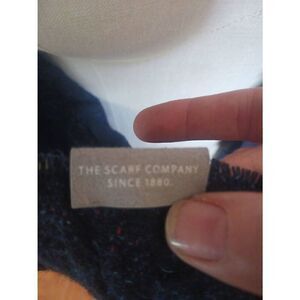 THE SCARF COMPANY
SINCE 1880.